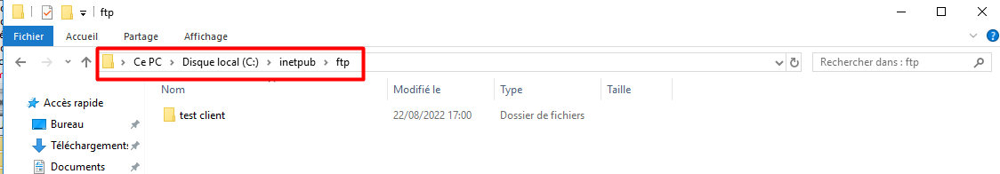 ftp
Fichier Accueil Partage Affichage
Ce PC Disque local (C:) inetpub ftp Rechercher dans : ftp
Nom Modifié le Type Taille
Accès rapide
test client 22/08/2022 17:00 Dossier de fichiers
Bureau
Téléchargements
Documents